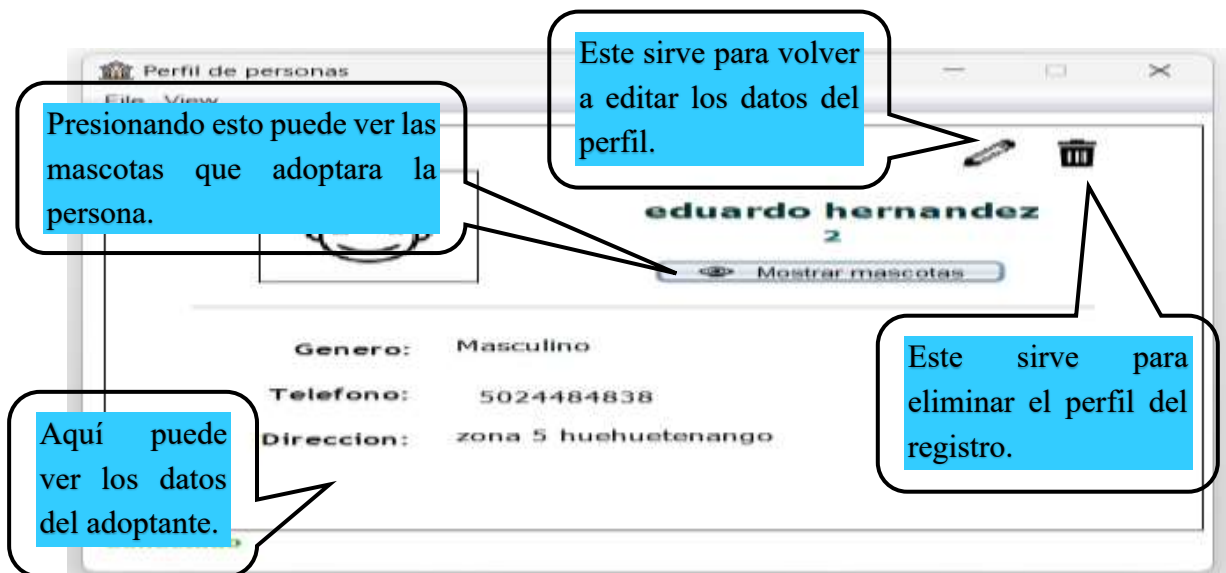 Perfil de personas
File View
Este sirve para volver
a editar los datos del
perfil.
Presionando esto puede ver las
mascotas que adoptara la
persona.
eduardo hernandez
2
Mostrar mascotas
Genero: Masculino
Telefono: 5024484838
Direccion: zona 5 huehuetenango
Este sirve para
eliminar el perfil del
registro.
Aquí puede
ver los datos
del adoptante.